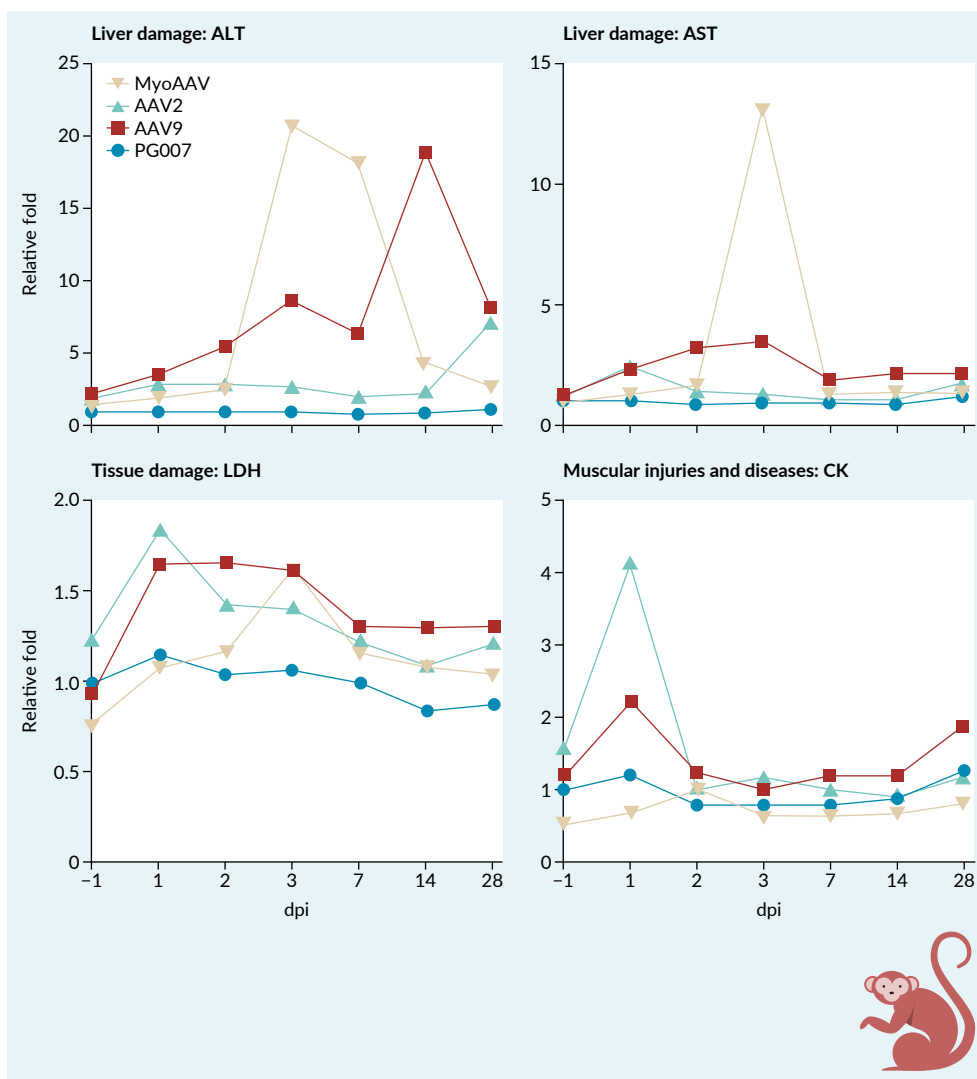 Liver damage: ALT
25
20
15
10
5
0
Relative fold
MyoAAV
AAV2
AAV9
PG007
Liver damage: AST
15
10
5
0
Tissue damage: LDH
2.0
1.5
1.0
0.5
0
Relative fold
−1 1 2 3 7 14 28
dpi
Muscular injuries and diseases: CK
5
4
3
2
1
0
−1 1 2 3 7 14 28
dpi